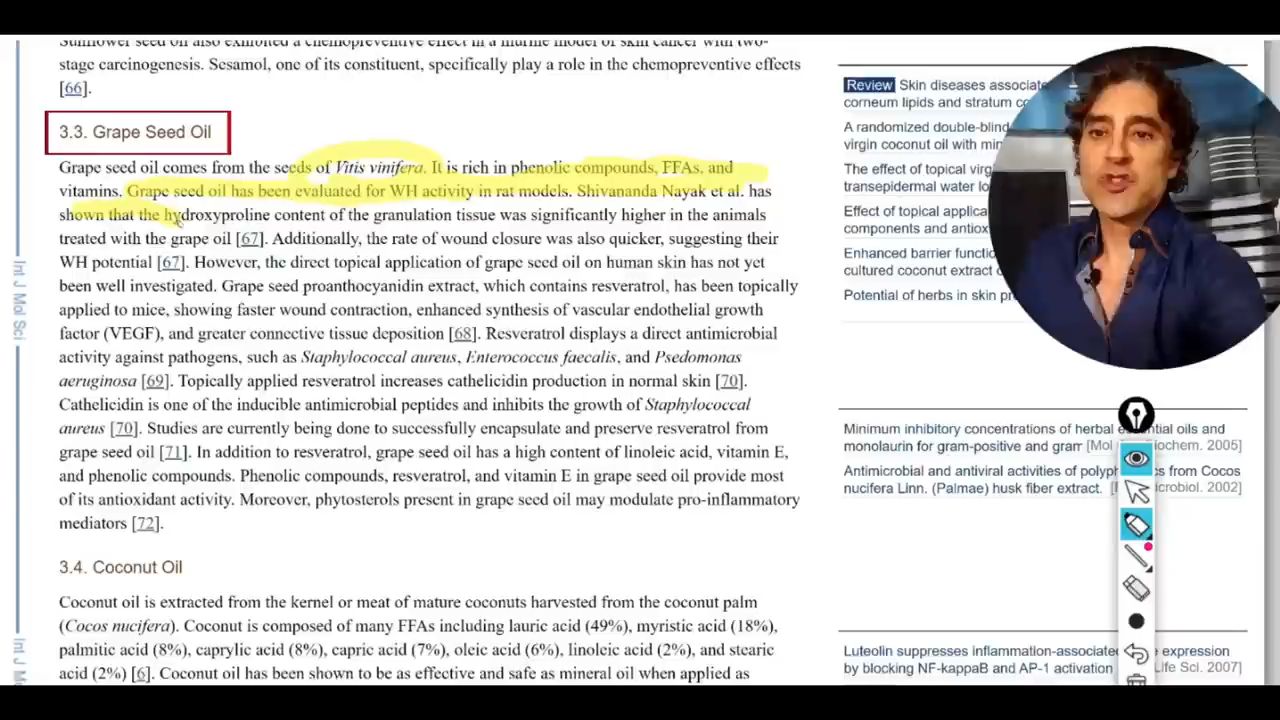 Sunflower seed oil also exhibited a chemopreventive effect in a murine model of skin cancer with two-
stage carcinogenesis. Sesamol, one of its constituent, specifically play a role in the chemopreventive effects
[66].
3.3. Grape Seed Oil
Grape seed oil comes from the seeds of Vitis vinifera. It is rich in phenolic compounds, FFAs, and
vitamins. Grape seed oil has been evaluated for WH activity in rat models. Shivananda Nayak et al. has
shown that the hydroxyproline content of the granulation tissue was significantly higher in the animals
treated with the grape oil [67]. Additionally, the rate of wound closure was also quicker, suggesting their
WH potential [67]. However, the direct topical application of grape seed oil on human skin has not yet
been well investigated. Grape seed proanthocyanidin extract, which contains resveratrol, has been topically
applied to mice, showing faster wound contraction, enhanced synthesis of vascular endothelial growth
factor (VEGF), and greater connective tissue deposition [68]. Resveratrol displays a direct antimicrobial
activity against pathogens, such as Staphylococcal aureus, Enterococcus faecalis, and Psedomonas
aeruginosa [69]. Topically applied resveratrol increases cathelicidin production in normal skin [70].
Cathelicidin is one of the inducible antimicrobial peptides and inhibits the growth of Staphylococcal
aureus [70]. Studies are currently being done to successfully encapsulate and preserve resveratrol from
grape seed oil [71]. In addition to resveratrol, grape seed oil has a high content of linoleic acid, vitamin E,
and phenolic compounds. Phenolic compounds, resveratrol, and vitamin E in grape seed oil provide most
of its antioxidant activity. Moreover, phytosterols present in grape seed oil may modulate pro-inflammatory
mediators [72].
3.4. Coconut Oil
Coconut oil is extracted from the kernel or meat of mature coconuts harvested from the coconut palm
(Cocos nucifera). Coconut is composed of many FFAs including lauric acid (49%), myristic acid (18%),
palmitic acid (8%), caprylic acid (8%), capric acid (7%), oleic acid (6%), linoleic acid (2%), and stearic
acid (2%) [6]. Coconut oil has been shown to be as effective and safe as mineral oil when applied as
Int J Mol Sci
Int J M
Review Skin diseases associate
corneum lipids and stratum c
A randomized double-blind
virgin coconut oil with min
The effect of topical virgin
transepidermal water lo
Effect of topical applica
components and antiox
Enhanced barrier functio
cultured coconut extract
Potential of herbs in skin pr
Minimum inhibitory concentrations of herbal essential oils and
monolaurin for gram-positive and gram [Mol iochem. 2005]
Antimicrobial and antiviral activities of polyph cs from Cocos
nucifera Linn. (Palmae) husk fiber extract. icrobiol. 2002]
Luteolin suppresses inflammation-associated expression
by blocking NF-kappaB and AP-1 activation Life Sci. 2007]